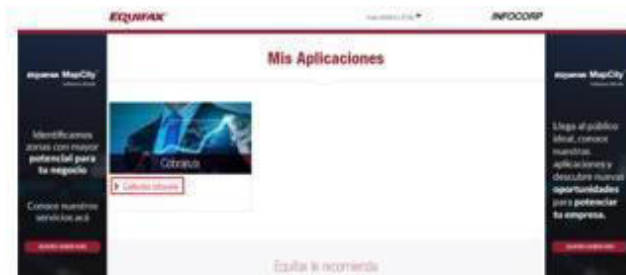 EQUIFAX
INFOCORP
Mis Aplicaciones
equifax MapCity
Identificamos
zonas con mayor
potencial para
tu negocio
Conoce nuestros
servicios acá
Cobranza
equifax MapCity
Llega al público
ideal, conoce
nuestras
aplicaciones y
descubre nuevas
oportunidades
para potenciar
tu empresa.
Equifax le recomienda